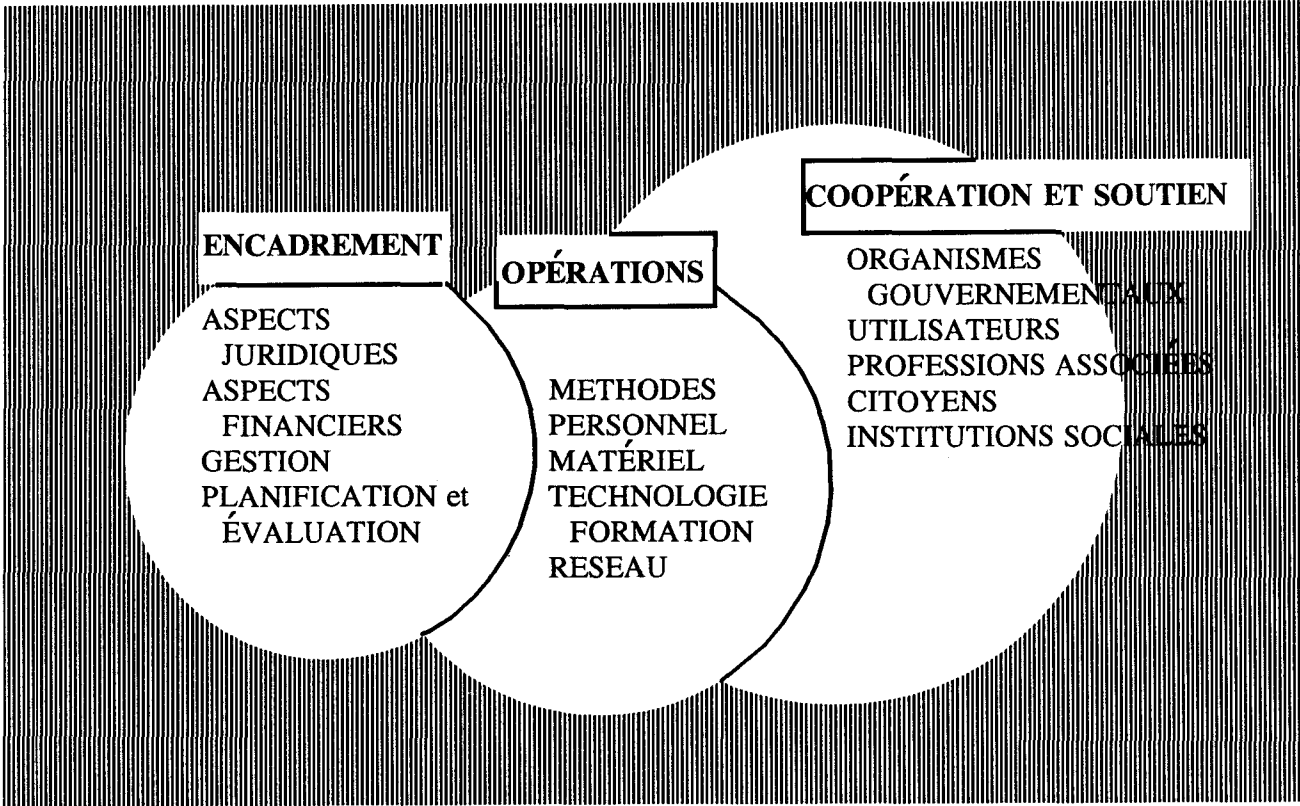 ENCADREMENT
ASPECTS
JURIDIQUES
ASPECTS
FINANCIERS
GESTION
PLANIFICATION et
ÉVALUATION
OPÉRATIONS
METHODES
PERSONNEL
MATÉRIEL
TECHNOLOGIE
FORMATION
RESEAU
COOPÉRATION ET SOUTIEN
ORGANISMES
GOUVERNEMENTAUX
UTILISATEURS
PROFESSIONS ASSOCIÉES
CITOYENS
INSTITUTIONS SOCIALES